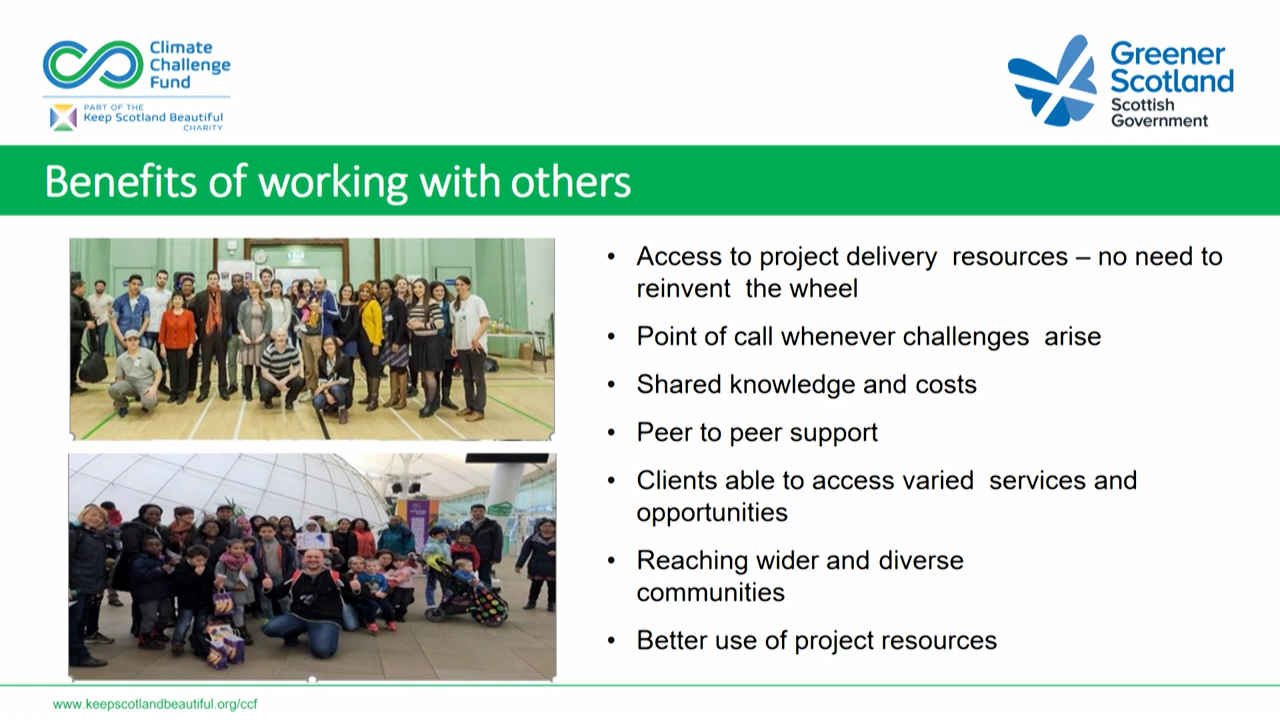 Climate
Challenge
Fund
PART OF THE
Keep Scotland Beautiful
CHARITY
Greener
Scotland
Scottish
Government
Benefits of working with others
• Access to project delivery  resources – no need to
reinvent  the wheel
• Point of call whenever challenges  arise
• Shared knowledge and costs
• Peer to peer support
• Clients able to access varied  services and
opportunities
• Reaching wider and diverse
communities
• Better use of project resources
www.keepscotlandbeautiful.org/ccf